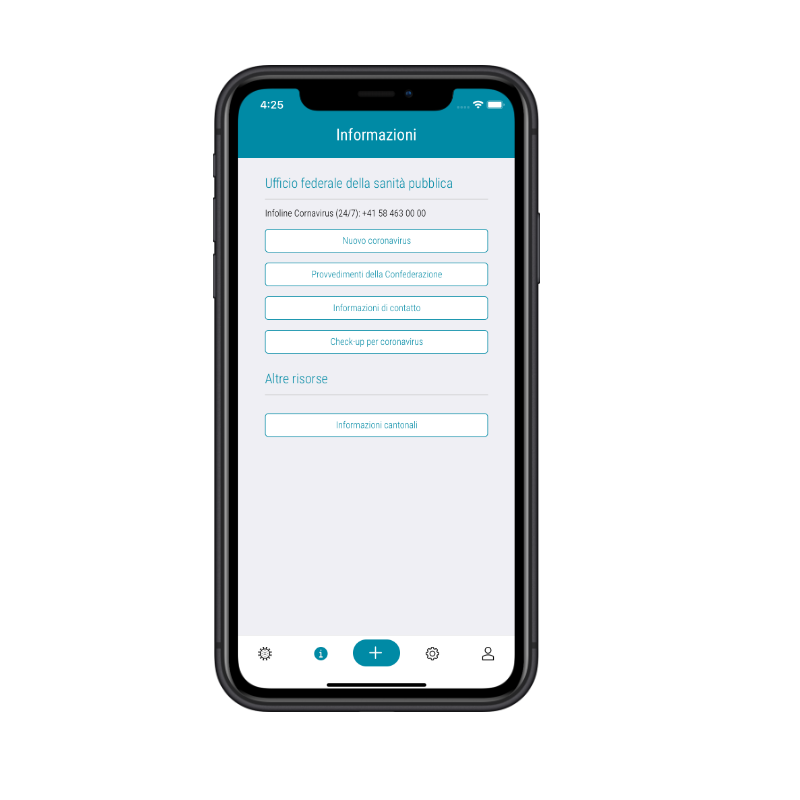 4:25
Informazioni
Ufficio federale della sanità pubblica
Infoline Cornavirus (24/7): +41 58 463 00 00
Nuovo coronavirus
Provvedimenti della Confederazione
Informazioni di contatto
Check-up per coronavirus
Altre risorse
Informazioni cantonali